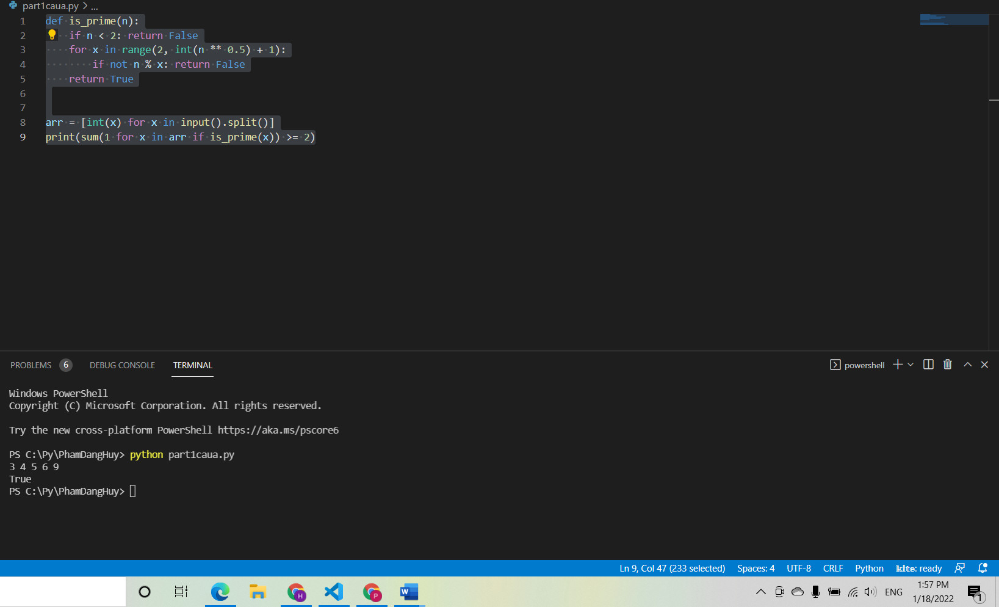 part1caua.py > ...
1 def is_prime(n):
2     if n < 2: return False
3     for x in range(2, int(n ** 0.5) + 1):
4         if not n % x: return False
5     return True
6
7
8 arr = [int(x) for x in input().split()]
9 print(sum(1 for x in arr if is_prime(x)) >= 2)
PROBLEMS 6 DEBUG CONSOLE TERMINAL powershell
Windows PowerShell
Copyright (C) Microsoft Corporation. All rights reserved.
Try the new cross-platform PowerShell https://aka.ms/pscore6
PS C:\Py\PhamDangHuy> python part1caua.py
3 4 5 6 9
True
PS C:\Py\PhamDangHuy>
Ln 9, Col 47 (233 selected) Spaces: 4 UTF-8 CRLF Python kite: ready
H P W ENG 1:57 PM
1/18/2022 1